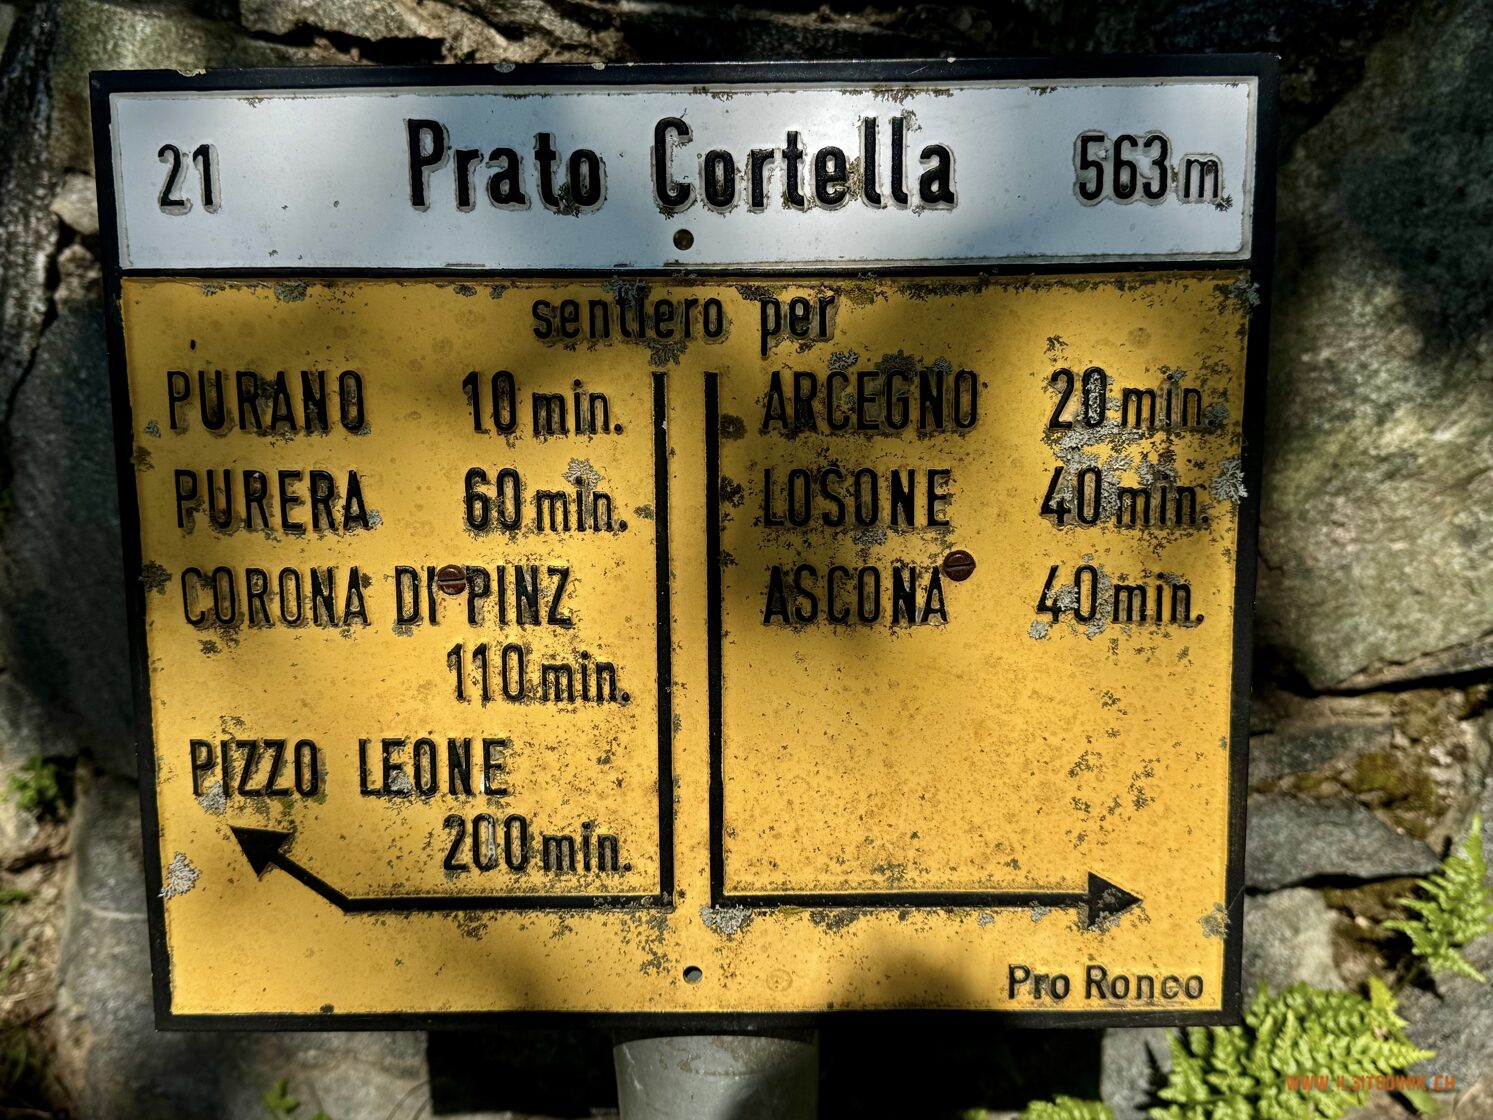 21 Prato Cortella 563 m
sentiero per
PURANO 10 min.
PURERA 60 min.
CORONA DI PINZ
110 min.
PIZZO LEONE
200 min.
ARCEGNO 20 min.
LOSONE 40 min.
ASCONA 40 min.
Pro Ronco